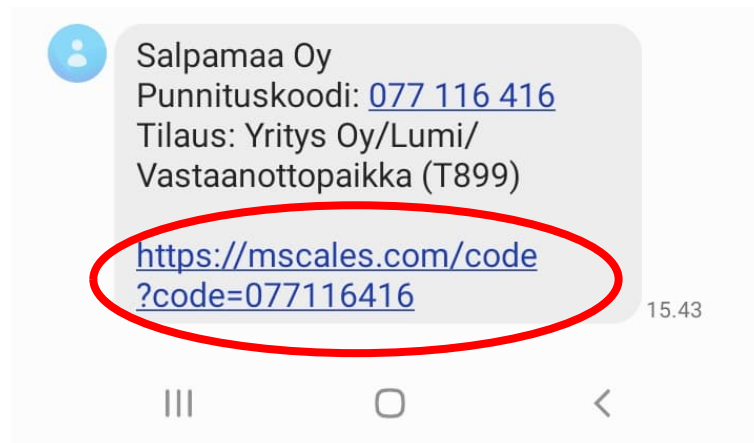 Salpamaa Oy
Punnituskoodi: 077 116 416
Tilaus: Yritys Oy/Lumi/
Vastaanottopaikka (T899)
https://mscales.com/code
?code=077116416
15.43